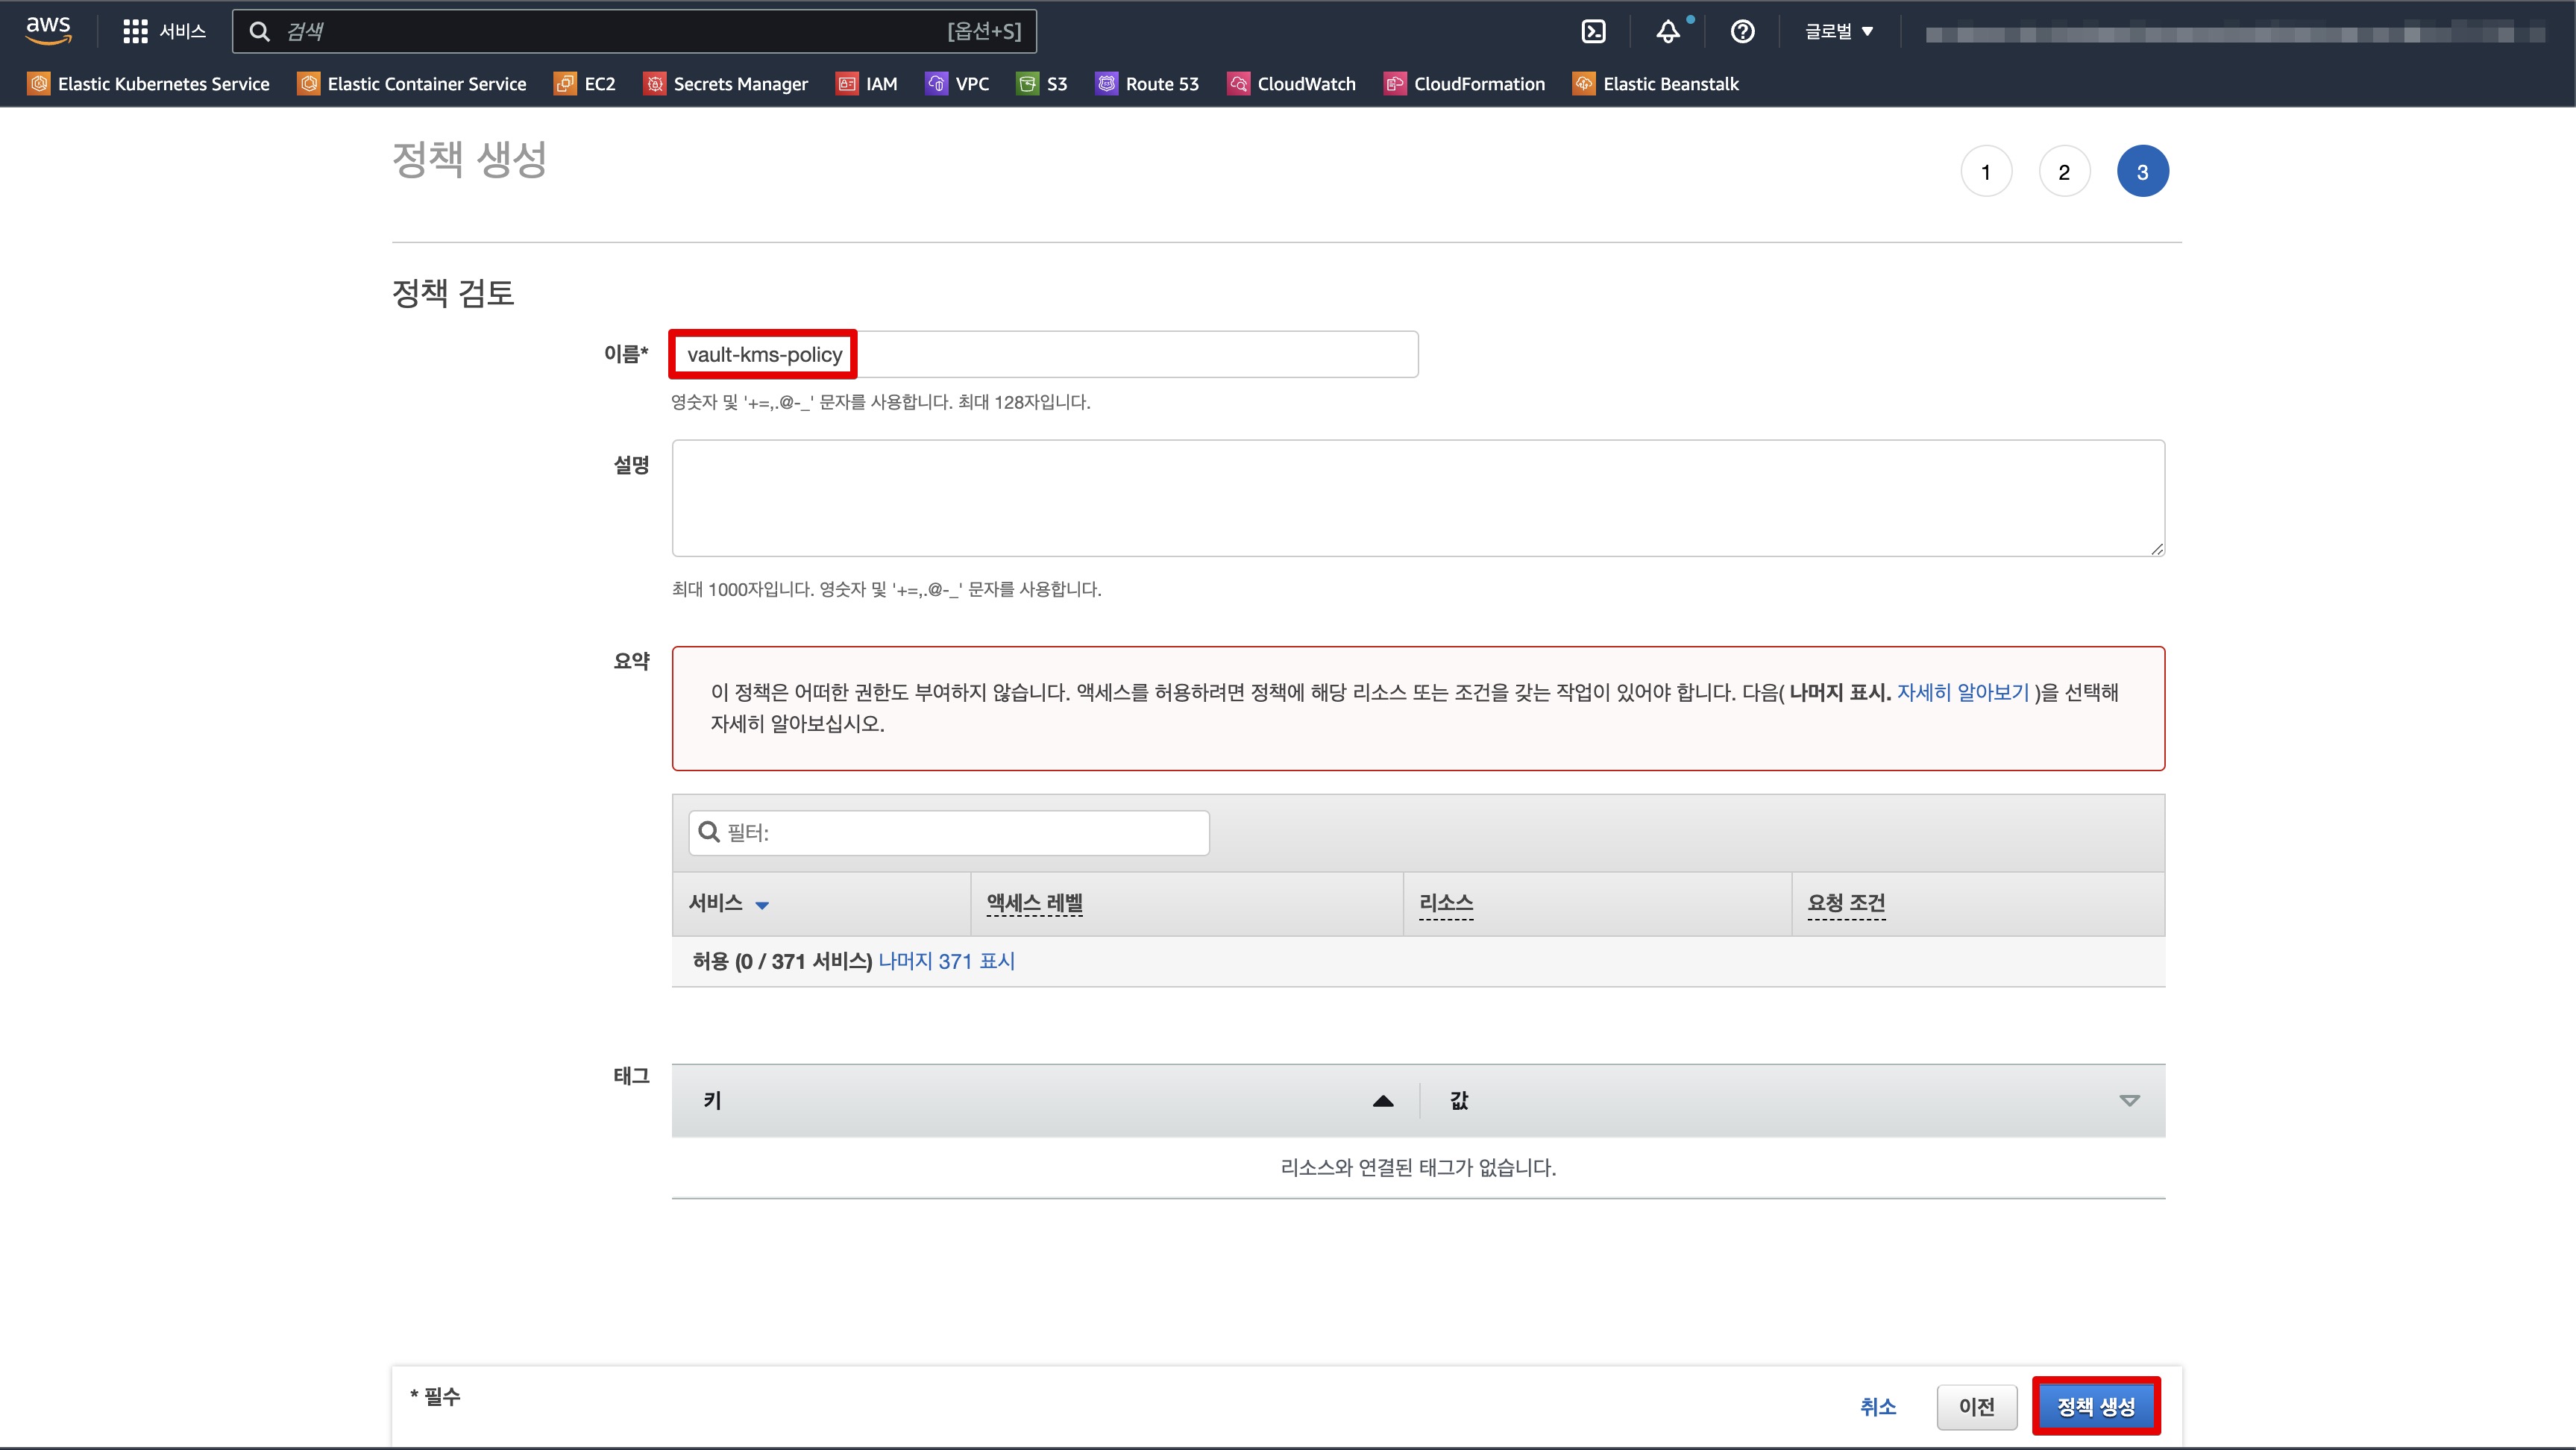 aws 서비스 검색 [옵션+S] 글로벌
Elastic Kubernetes Service Elastic Container Service EC2 Secrets Manager IAM VPC S3 Route 53 CloudWatch CloudFormation Elastic Beanstalk
정책 생성
1 2 3
정책 검토
이름* vault-kms-policy
영숫자 및 '+=,.@-_' 문자를 사용합니다. 최대 128자입니다.
설명
최대 1000자입니다. 영숫자 및 '+=,.@-_' 문자를 사용합니다.
요약
이 정책은 어떠한 권한도 부여하지 않습니다. 액세스를 허용하려면 정책에 해당 리소스 또는 조건을 갖는 작업이 있어야 합니다. 다음( 나머지 표시. 자세히 알아보기 )을 선택해
자세히 알아보십시오.
필터:
서비스 액세스 레벨 리소스 요청 조건
허용 (0 / 371 서비스) 나머지 371 표시
태그
키 값
리소스와 연결된 태그가 없습니다.
* 필수
취소 이전 정책 생성